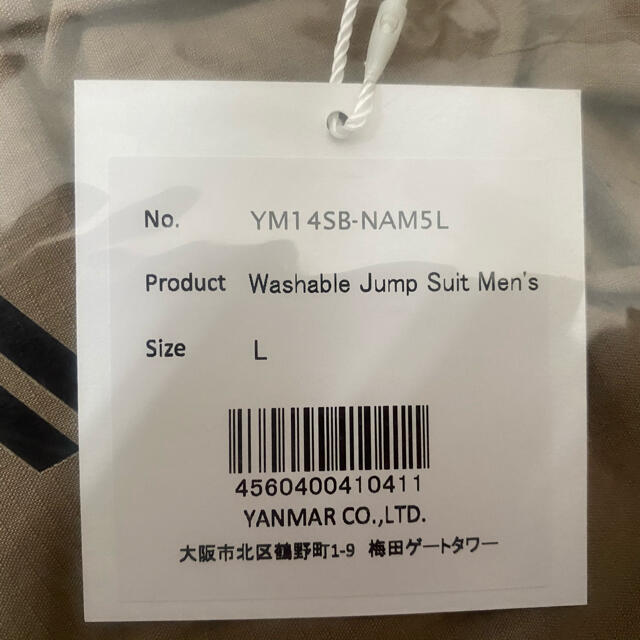 No. YM14SB-NAM5L
Product Washable Jump Suit Men's
Size L
4560400410411
YANMAR CO.,LTD.
大阪市北区鶴野町1-9 梅田ゲートタワー